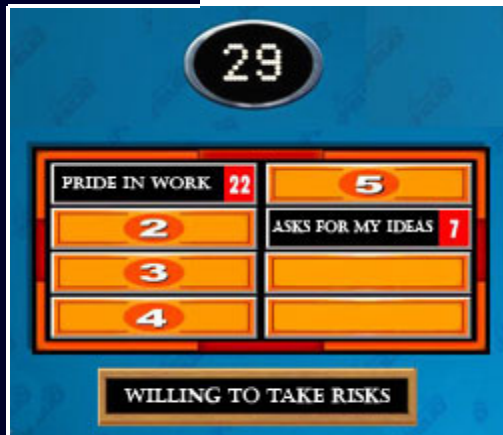 29
PRIDE IN WORK 22
5
2
ASKS FOR MY IDEAS 7
3
4
WILLING TO TAKE RISKS